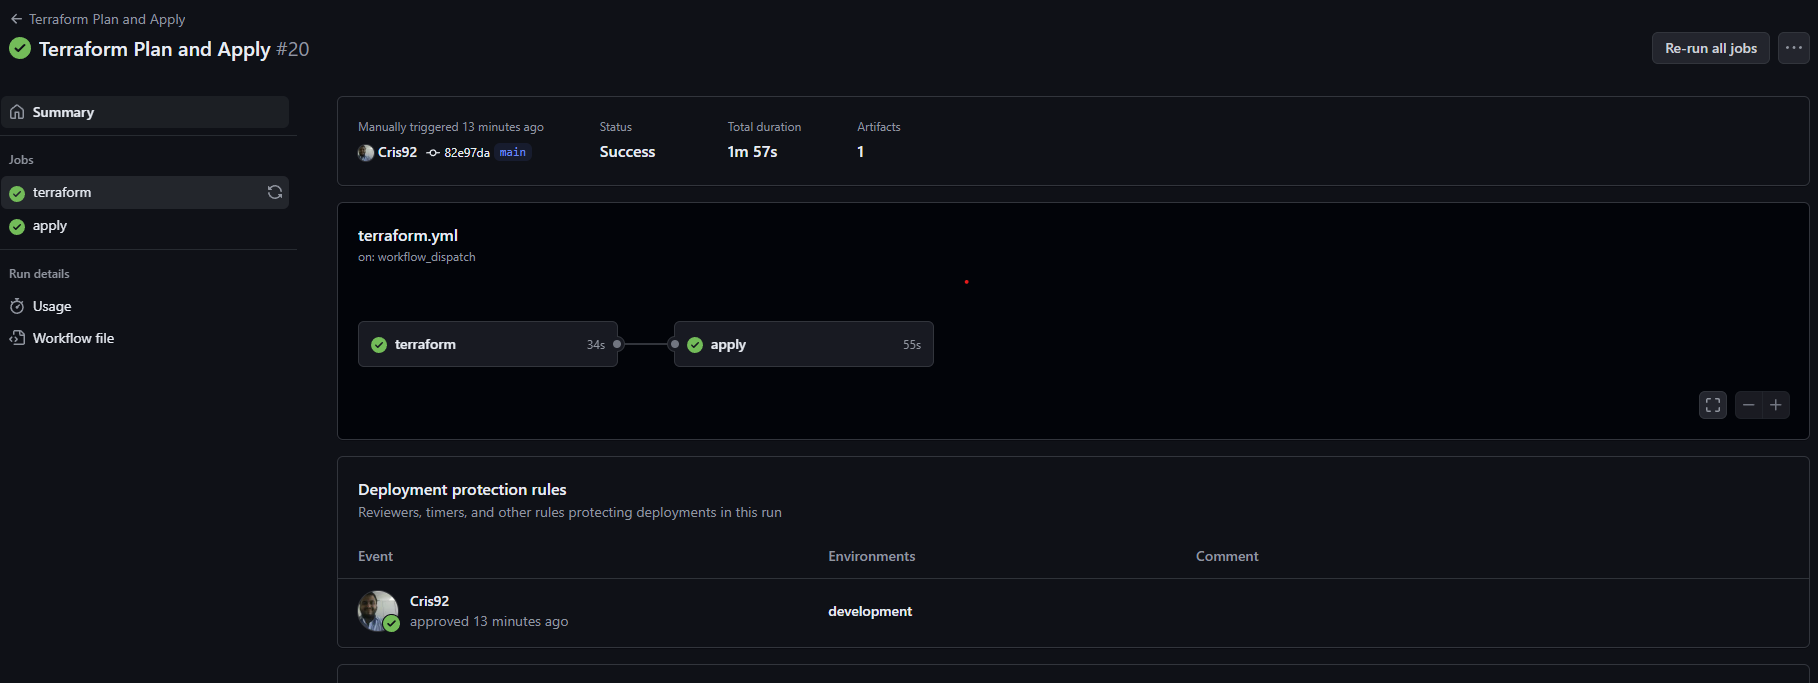 Terraform Plan and Apply
Terraform Plan and Apply #20
Re-run all jobs
Summary
Jobs
terraform
apply
Run details
Usage
Workflow file
Manually triggered 13 minutes ago
Cris92 82e97da main
Status
Success
Total duration
1m 57s
Artifacts
1
terraform.yml
on: workflow_dispatch
terraform 34s
apply 55s
Deployment protection rules
Reviewers, timers, and other rules protecting deployments in this run
Event Environments Comment
Cris92
approved 13 minutes ago
development